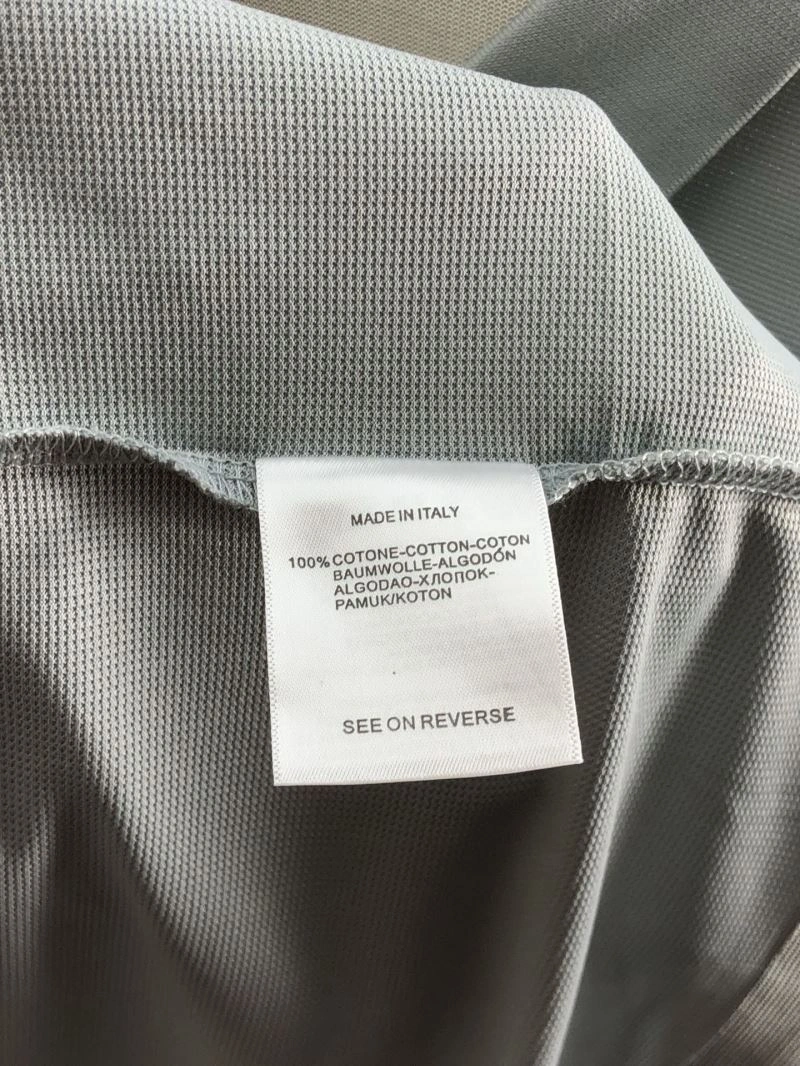 MADE IN ITALY
100% COTONE-COTTON-COTON
BAUMWOLLE-ALGODÓN
ALGODAO-ХЛОПОК-
PAMUK/KOTON
SEE ON REVERSE